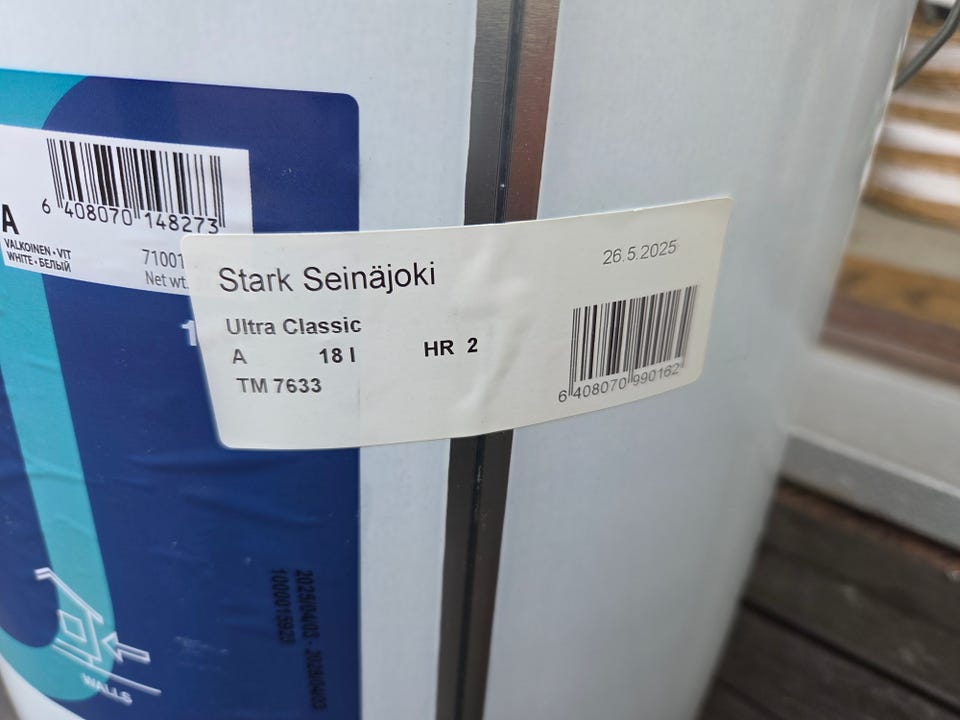 6 408070 148273
A
VALKOINEN • VIT
WHITE • БЕЛЫЙ
71001
Net wt.
1
Stark Seinäjoki
26.5.2025
Ultra Classic
A 18 l HR 2
TM 7633
6 408070 990162
WALLS